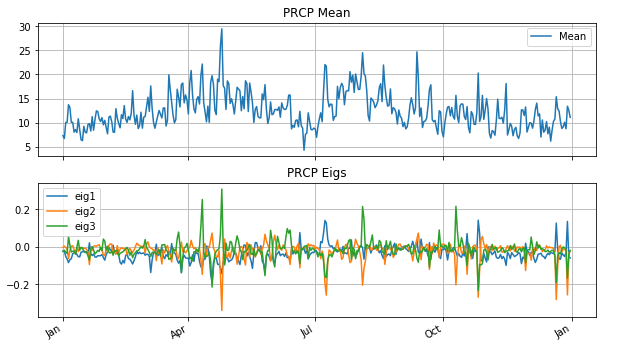 PRCP Mean
30
25
20
15
10
5
Mean
PRCP Eigs
0.2
0.0
−0.2
eig1
eig2
eig3
Jan
Apr
Jul
Oct
Jan